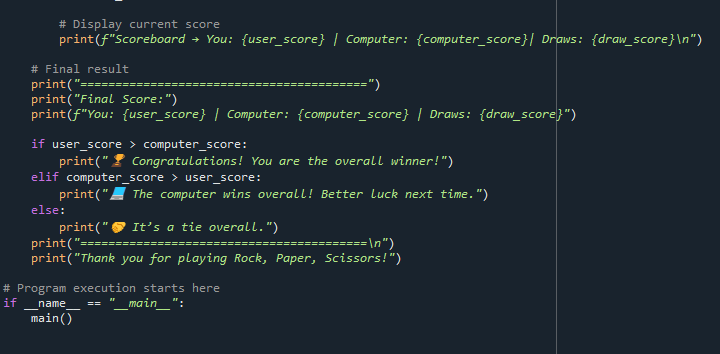 # Display current score
print(f"Scoreboard → You: {user_score} | Computer: {computer_score}| Draws: {draw_score}\n")
# Final result
print("=========================================")
print("Final Score:")
print(f"You: {user_score} | Computer: {computer_score} | Draws: {draw_score}")
if user_score > computer_score:
print("🏆 Congratulations! You are the overall winner!")
elif computer_score > user_score:
print("💻 The computer wins overall! Better luck next time.")
else:
print("🤝 It’s a tie overall.")
print("=========================================\n")
print("Thank you for playing Rock, Paper, Scissors!")
# Program execution starts here
if __name__ == "__main__":
main()